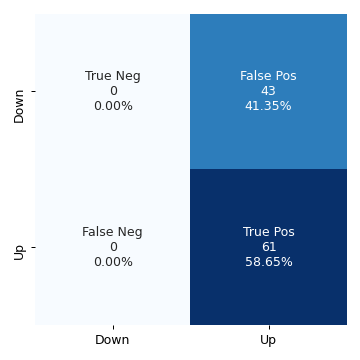 True Neg
0
0.00%
False Pos
43
41.35%
False Neg
0
0.00%
True Pos
61
58.65%
Down
Up
Down
Up